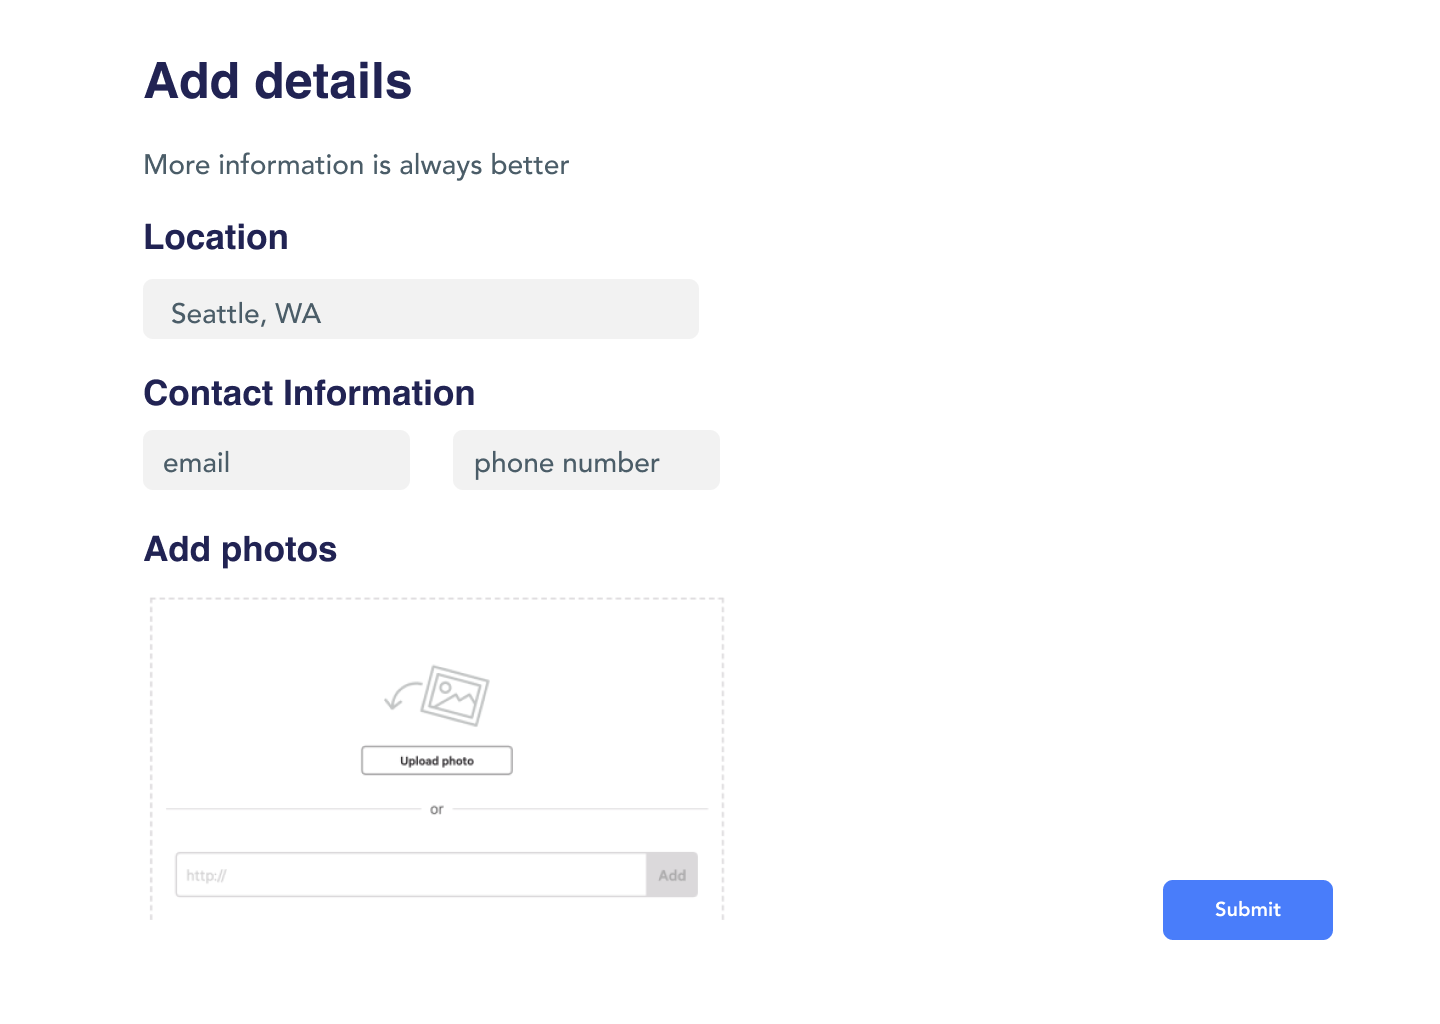 Add details
More information is always better
Location
Seattle, WA
Contact Information
email
phone number
Add photos
Upload photo
or
http://
Add
Submit